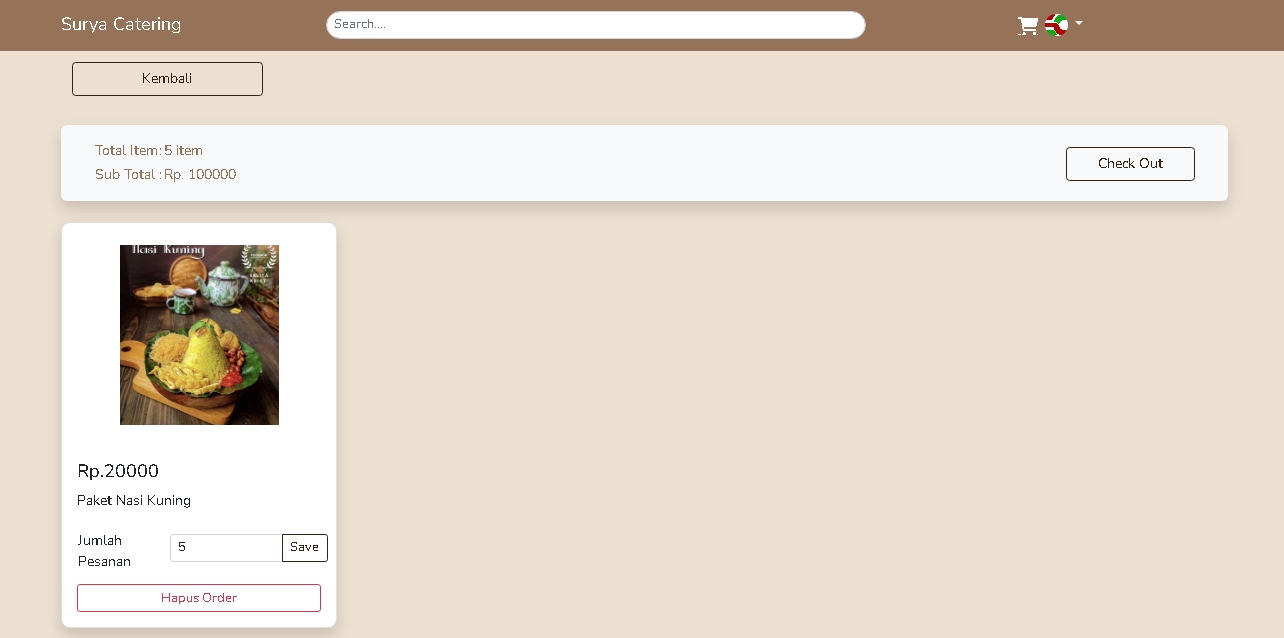 Surya Catering
Search....
Kembali
Total Item: 5 item
Sub Total : Rp. 100000
Check Out
Nasi Kuning
Rp.20000
Paket Nasi Kuning
Jumlah
Pesanan
5
Save
Hapus Order